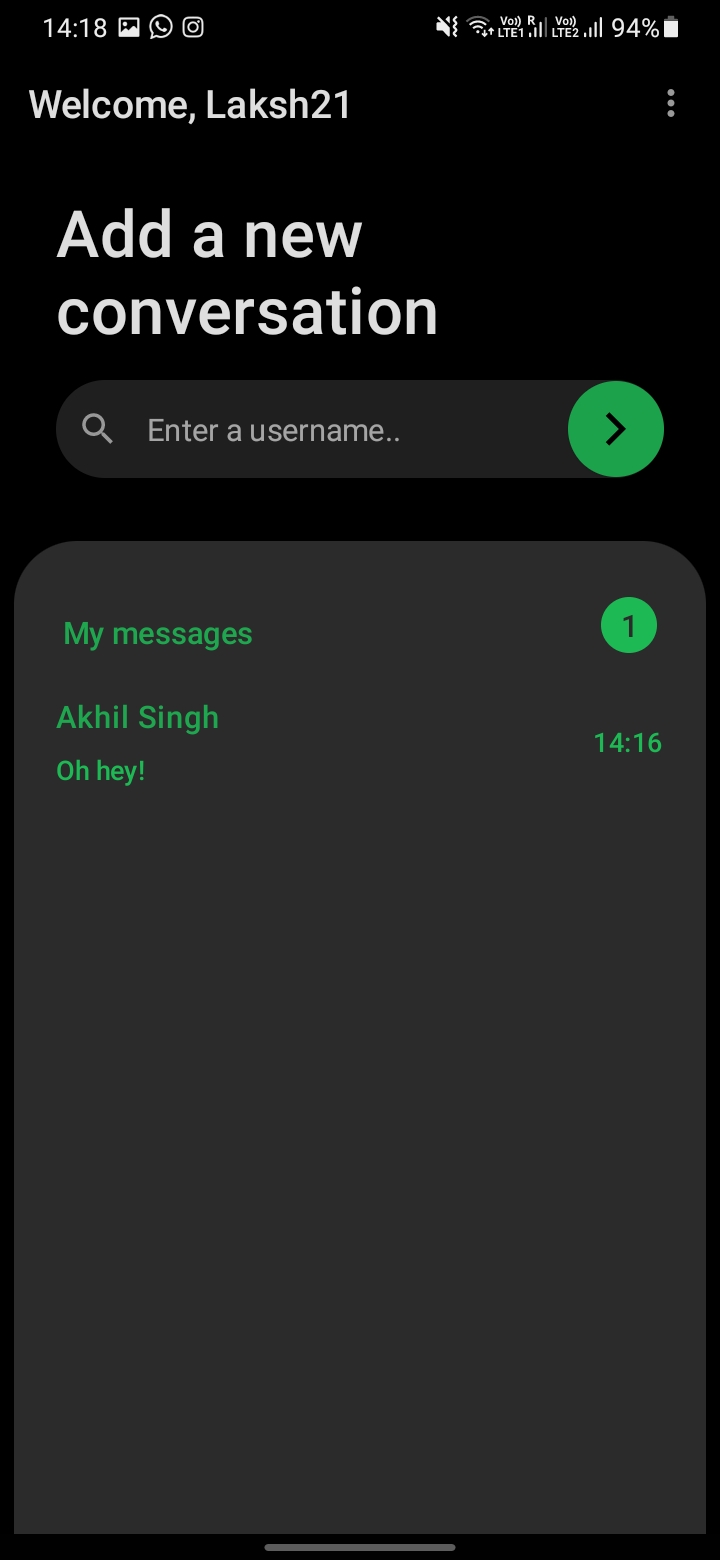 14:18 Vo)) LTE1 R Vo)) LTE2 94%
Welcome, Laksh21
Add a new
conversation
Enter a username..
My messages 1
Akhil Singh
14:16
Oh hey!